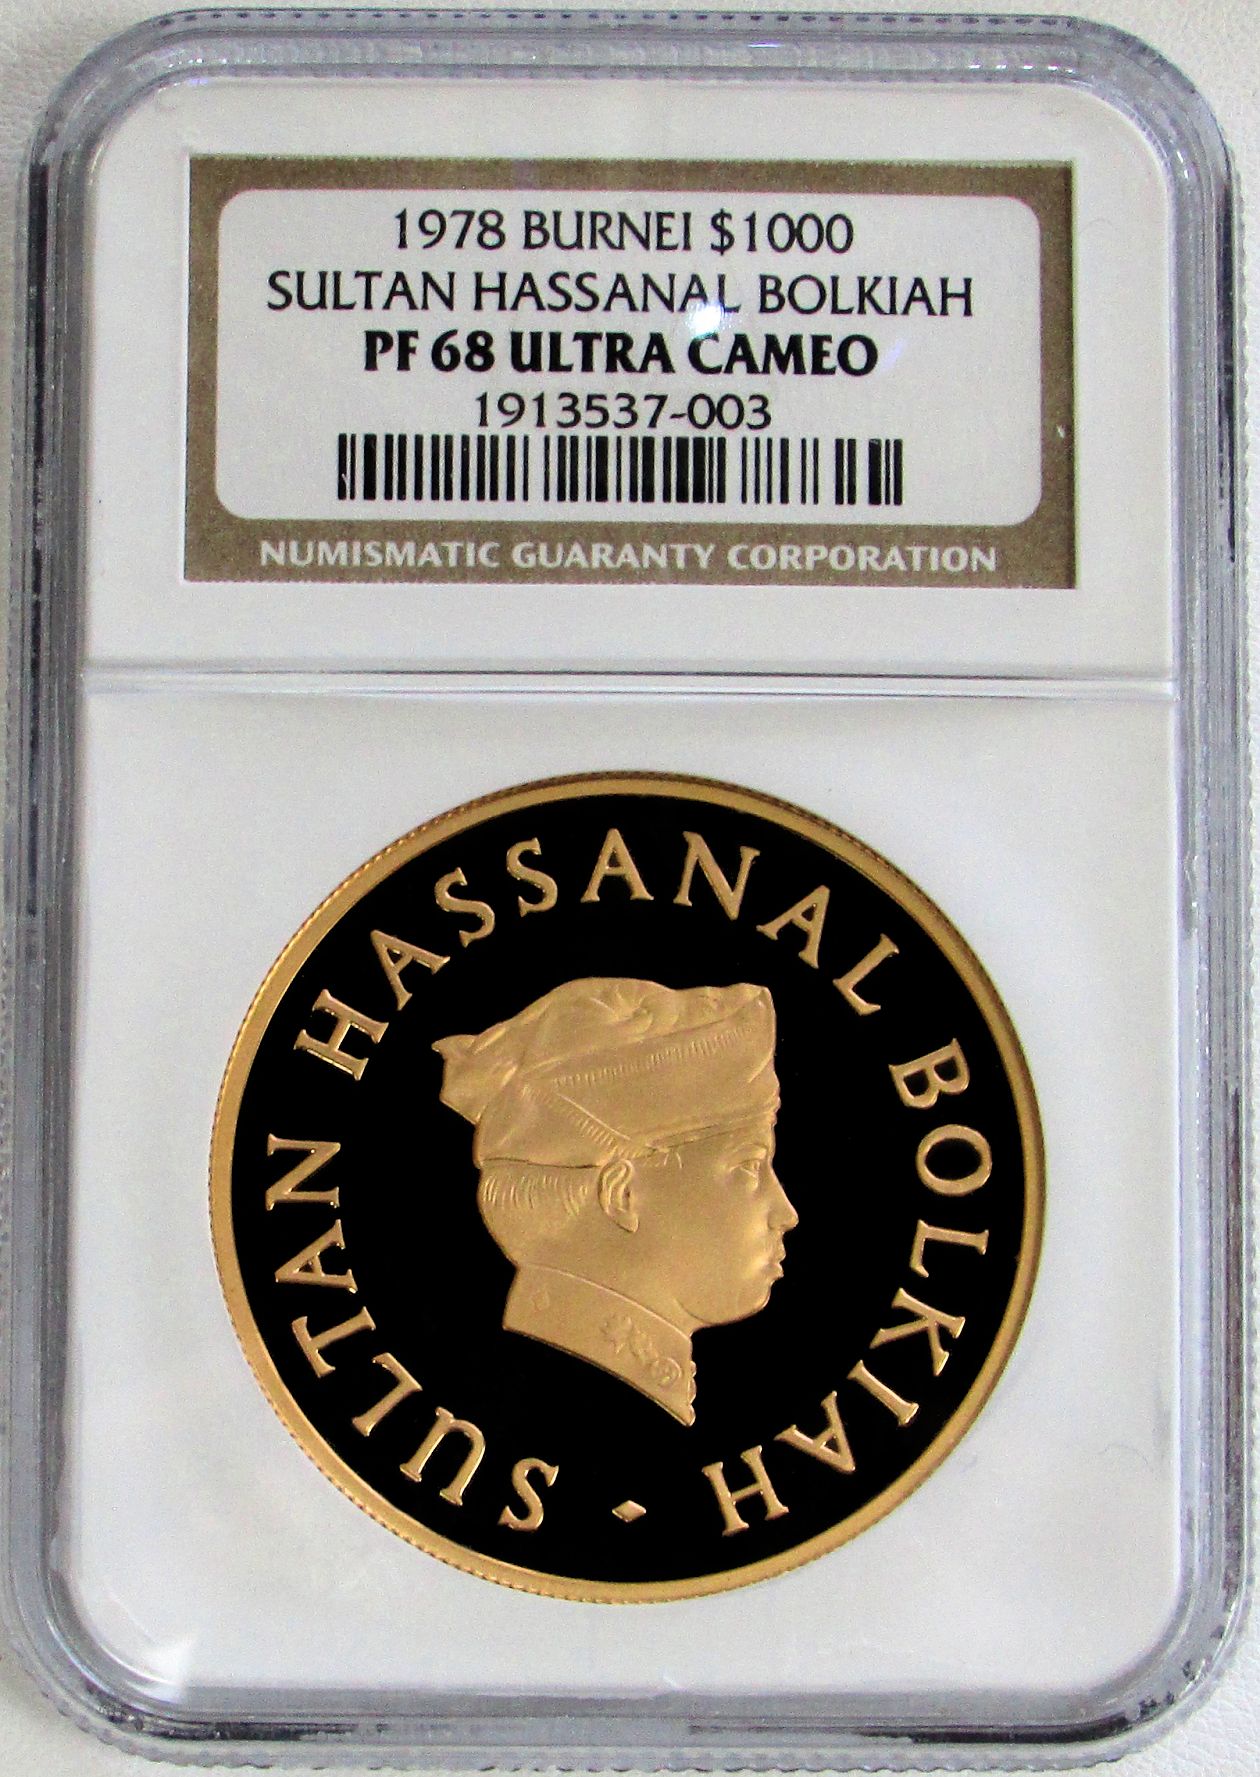 1978 BURNEI $1000
SULTAN HASSANAL BOLKIAH
PF 68 ULTRA CAMEO
1913537-003
NUMISMATIC GUARANTY CORPORATION
SULTAN HASSANAL BOLKIAH